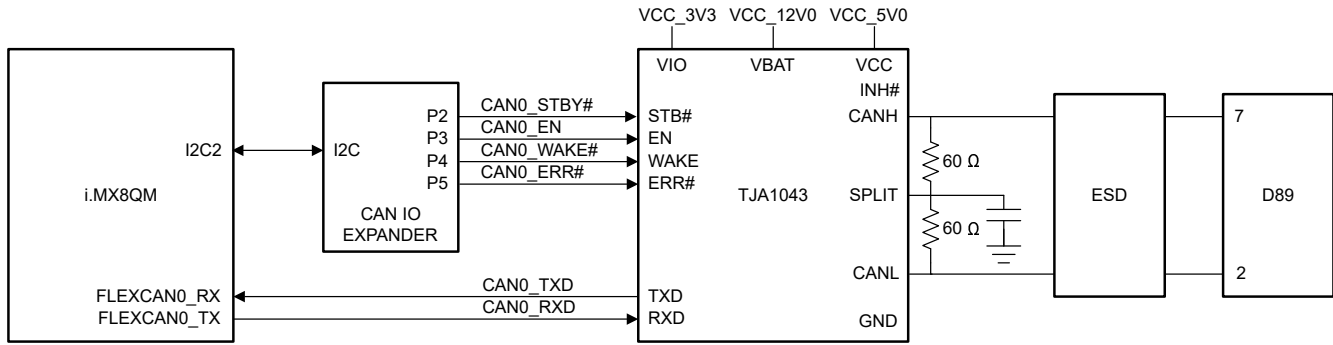 VCC_3V3 VCC_12V0 VCC_5V0
VIO VBAT VCC
INH#
CAN0_STBY#
P2 STB# CANH 7
CAN0_EN
P3 EN
CAN0_WAKE#
I2C2 I2C P4 WAKE 60 Ω
CAN0_ERR#
P5 ERR#
i.MX8QM TJA1043 SPLIT ESD D89
CAN IO
EXPANDER
60 Ω
CANL 2
CAN0_TXD
FLEXCAN0_RX TXD
CAN0_RXD
FLEXCAN0_TX RXD GND